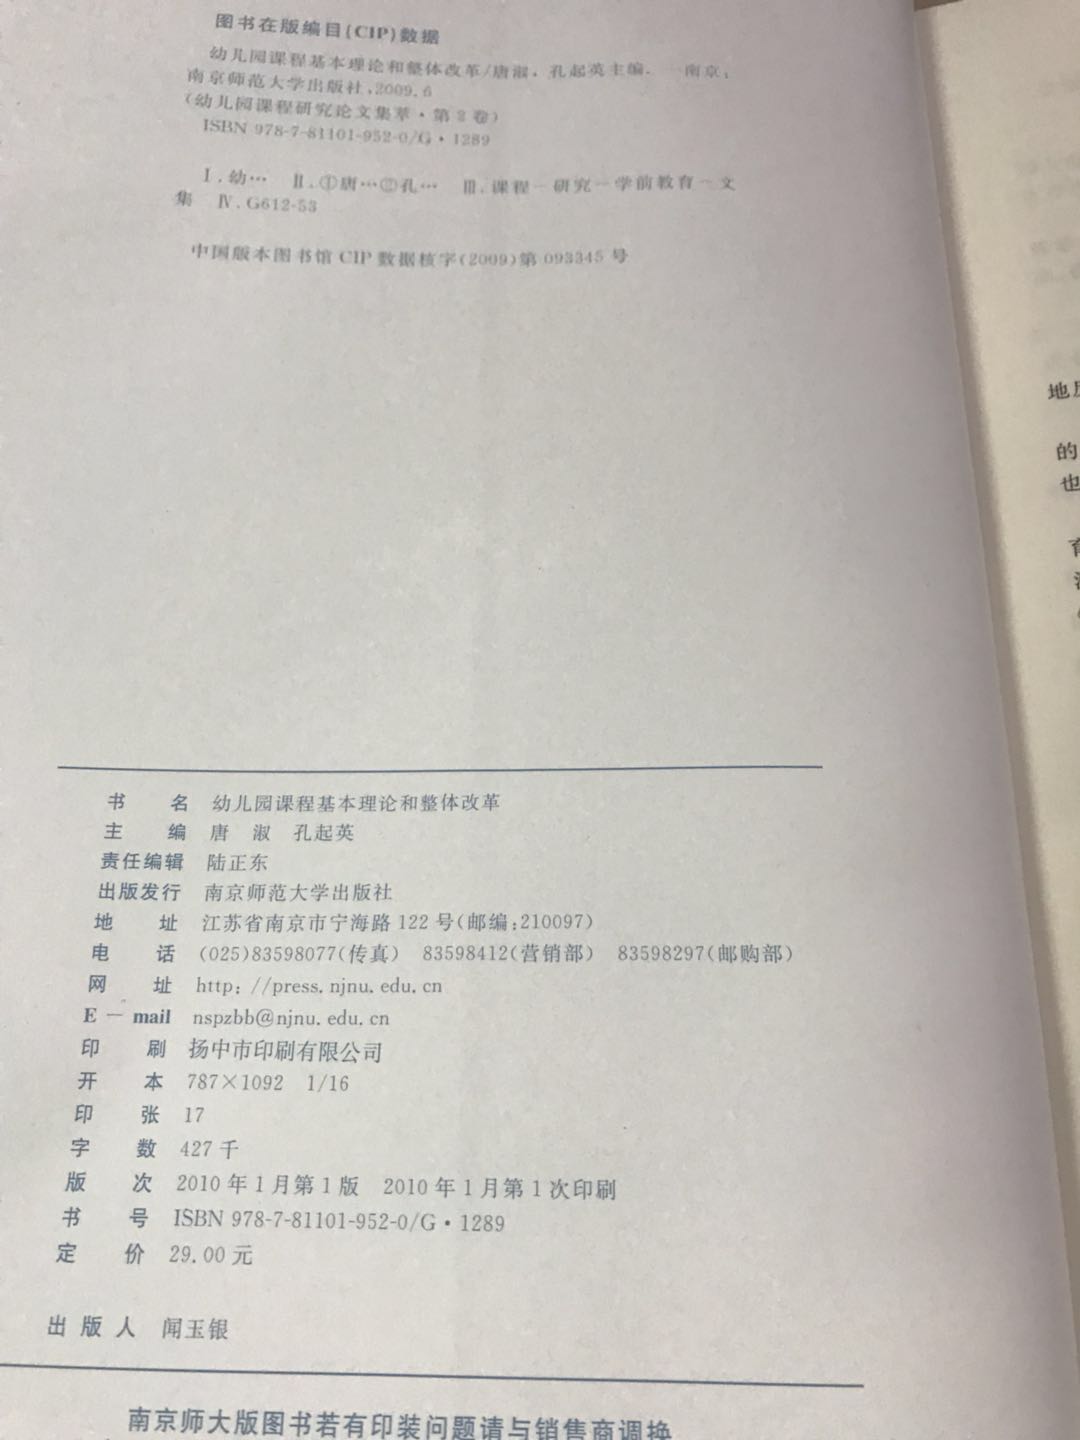 图书在版编目(CIP)数据
幼儿园课程基本理论和整体改革/唐淑,孔起英主编. —南京:
南京师范大学出版社,2009.6
(幼儿园课程研究论文集萃·第2卷)
ISBN 978-7-81101-952-0/G·1289
Ⅰ.幼… Ⅱ.①唐…②孔… Ⅲ.课程－研究－学前教育－文
集 Ⅳ.G612-53
中国版本图书馆CIP数据核字(2009)第093345号
书 名 幼儿园课程基本理论和整体改革
主 编 唐 淑 孔起英
责任编辑 陆正东
出版发行 南京师范大学出版社
地 址 江苏省南京市宁海路122号(邮编:210097)
电 话 (025)83598077(传真) 83598412(营销部) 83598297(邮购部)
网 址 http: //press.njnu.edu.cn
E — mail nspzbb@njnu.edu.cn
印 刷 扬中市印刷有限公司
开 本 787×1092 1/16
印 张 17
字 数 427千
版 次 2010年1月第1版 2010年1月第1次印刷
书 号 ISBN 978-7-81101-952-0/G·1289
定 价 29.00元
出版人 闻玉银
南京师大版图书若有印装问题请与销售商调换
地
的
也
育